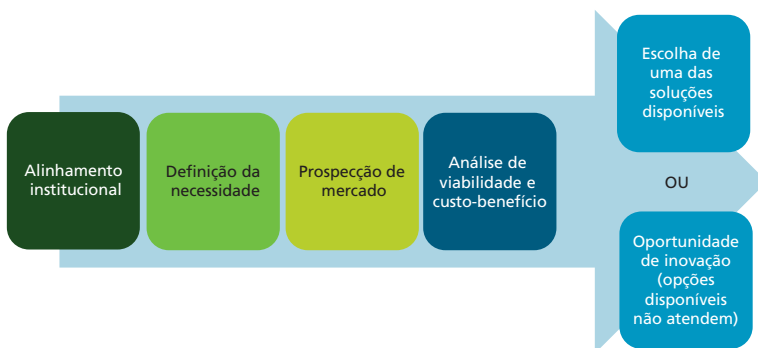 Alinhamento
institucional
Definição da
necessidade
Prospecção de
mercado
Análise de
viabilidade e
custo-benefício
Escolha de
uma das
soluções
disponíveis
OU
Oportunidade
de inovação
(opções
disponíveis
não atendem)